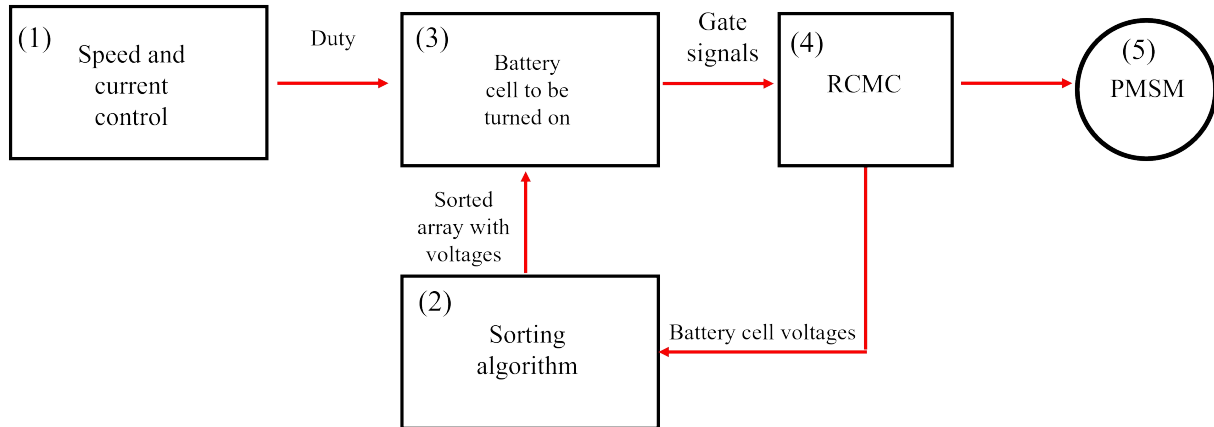 (1)
Speed and
current
control
Duty
(3)
Battery
cell to be
turned on
Gate
signals
(4)
RCMC
(5)
PMSM
Sorted
array with
voltages
(2)
Sorting
algorithm
Battery cell voltages